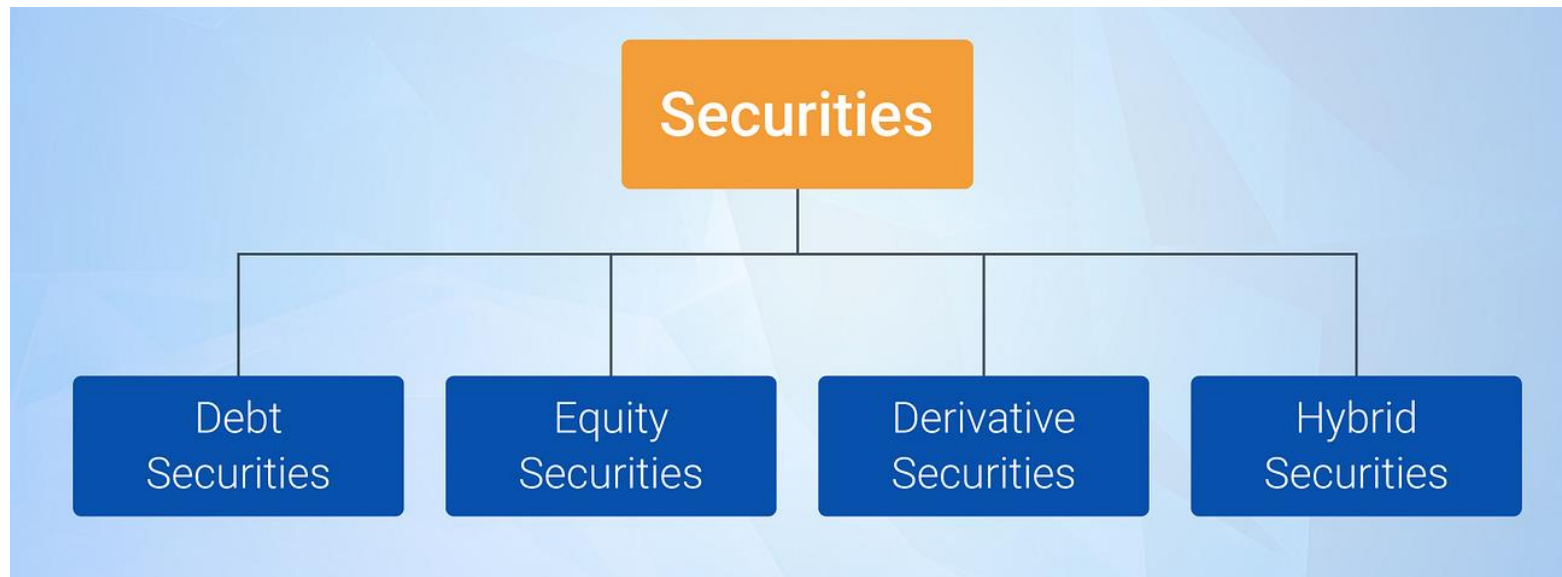 Securities
Debt
Securities
Equity
Securities
Derivative
Securities
Hybrid
Securities